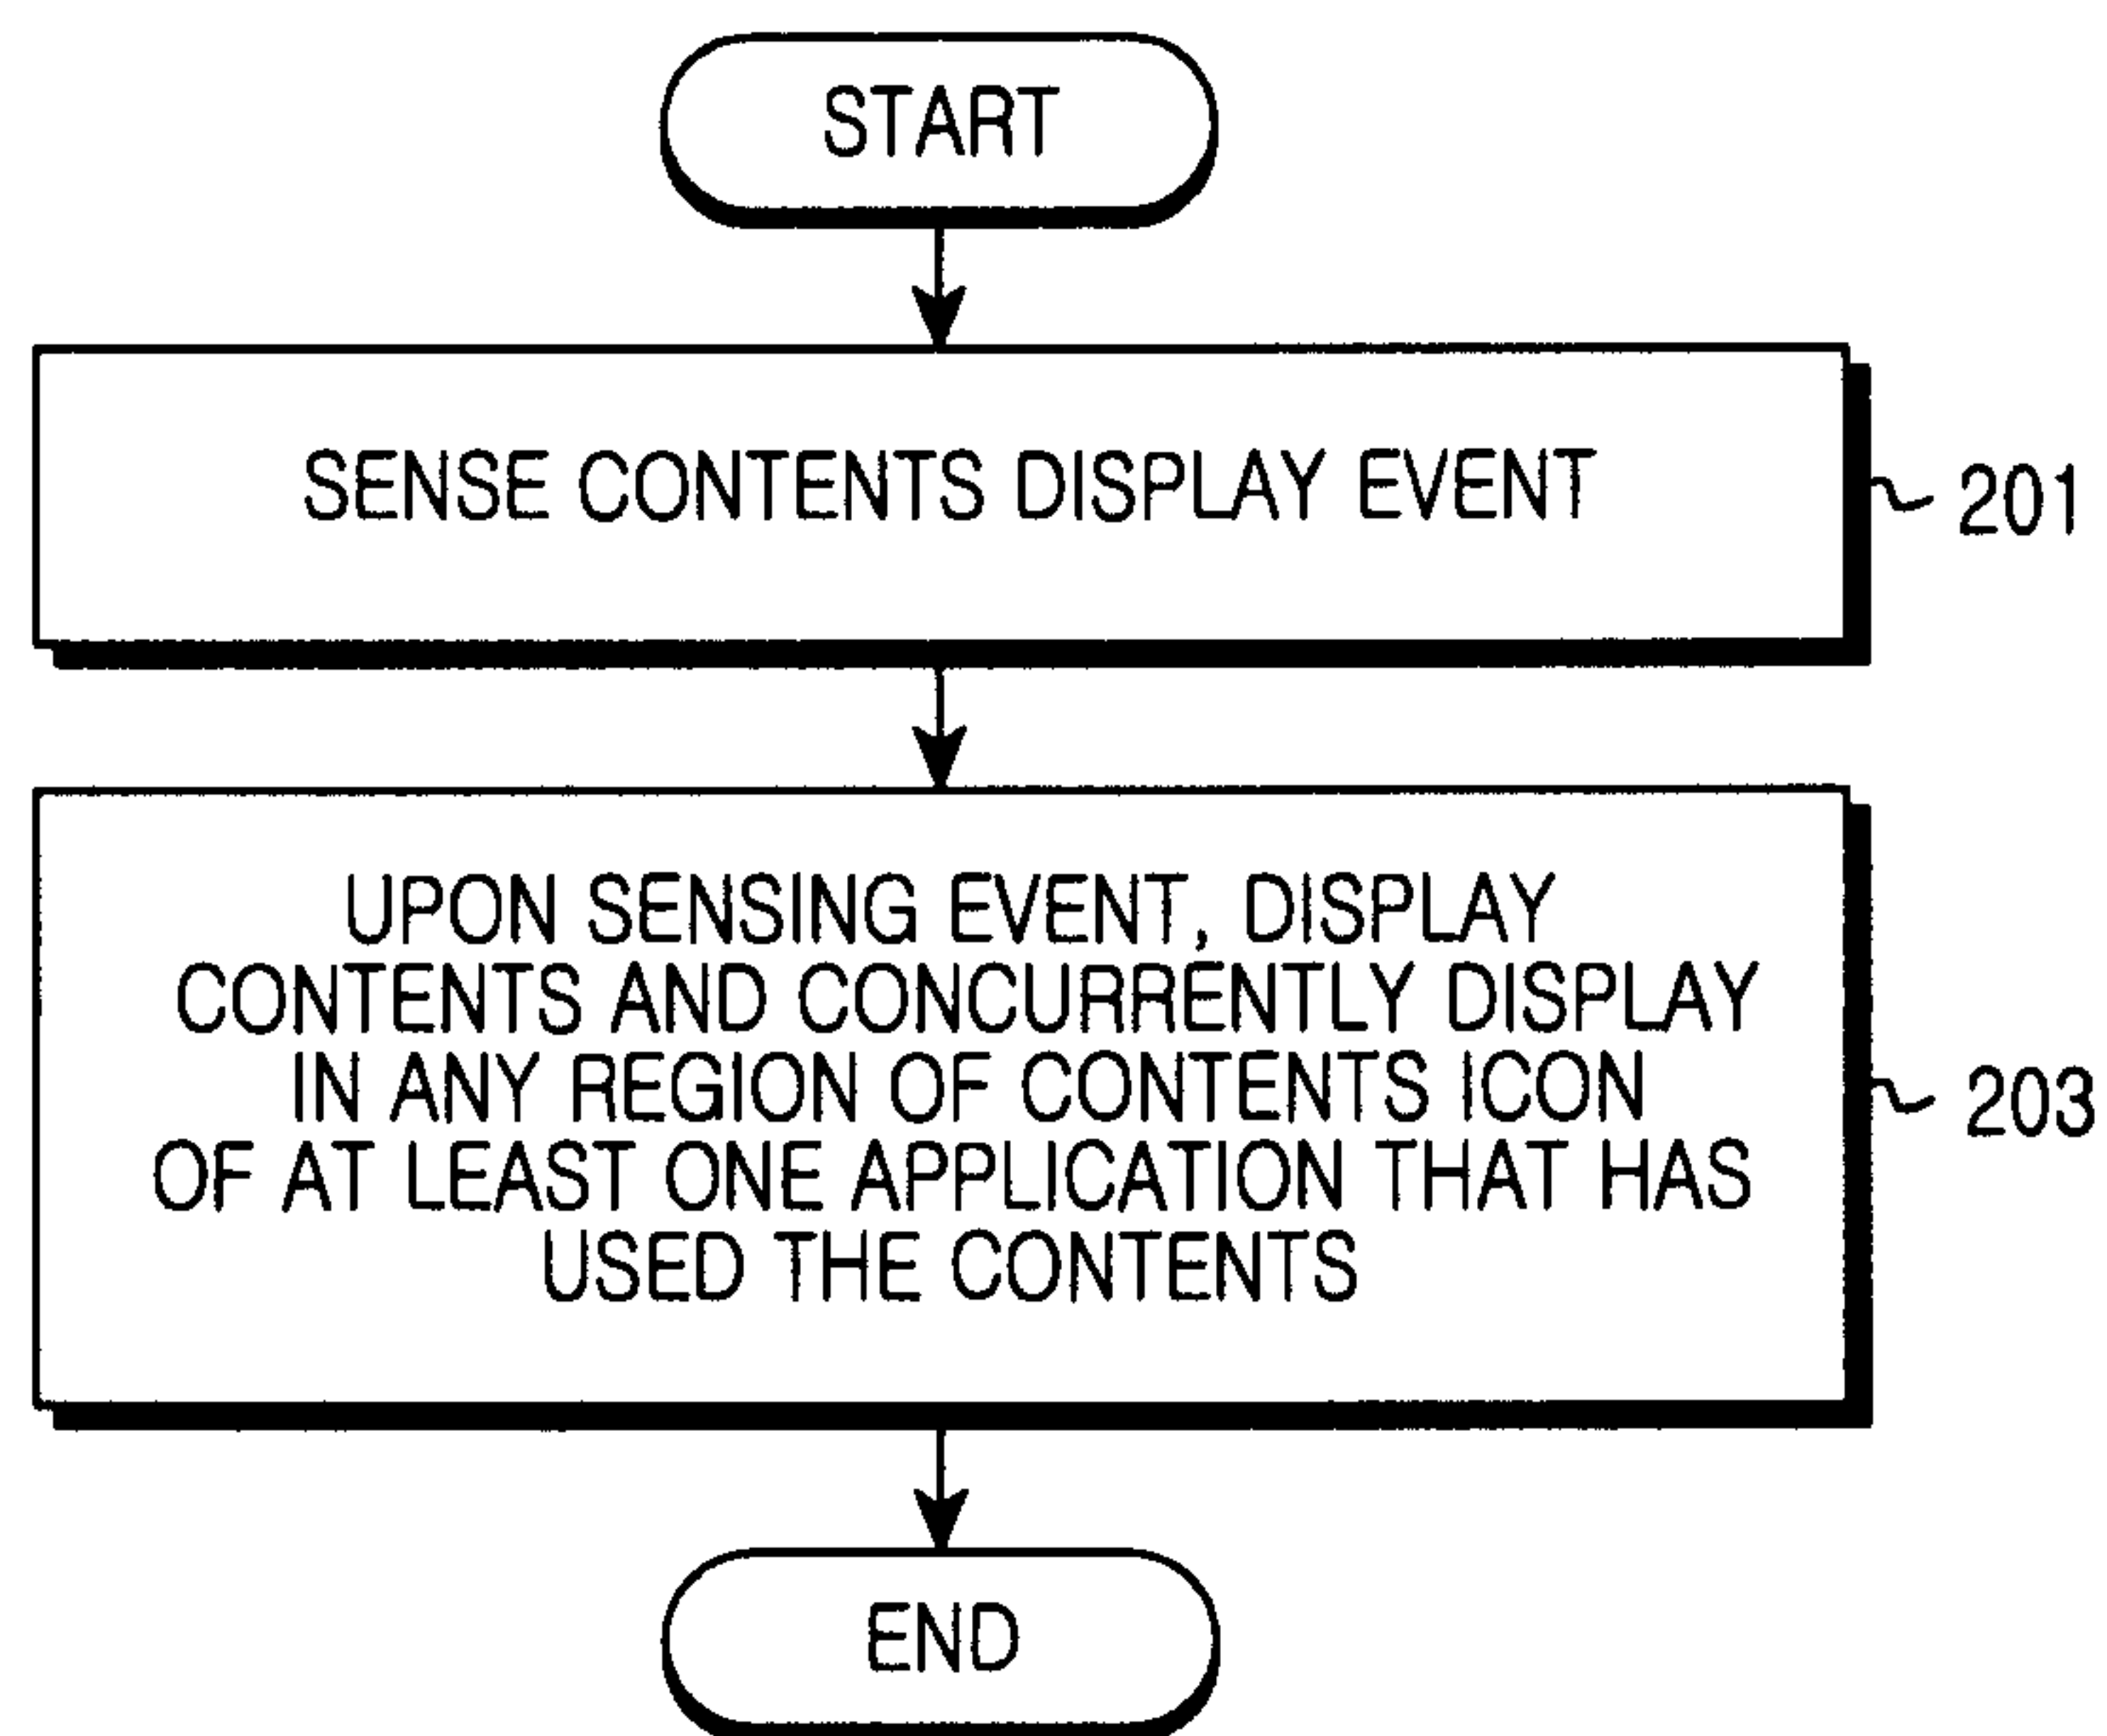 START
SENSE CONTENTS DISPLAY EVENT
201
UPON SENSING EVENT, DISPLAY
CONTENTS AND CONCURRENTLY DISPLAY
IN ANY REGION OF CONTENTS ICON
OF AT LEAST ONE APPLICATION THAT HAS
USED THE CONTENTS
203
END